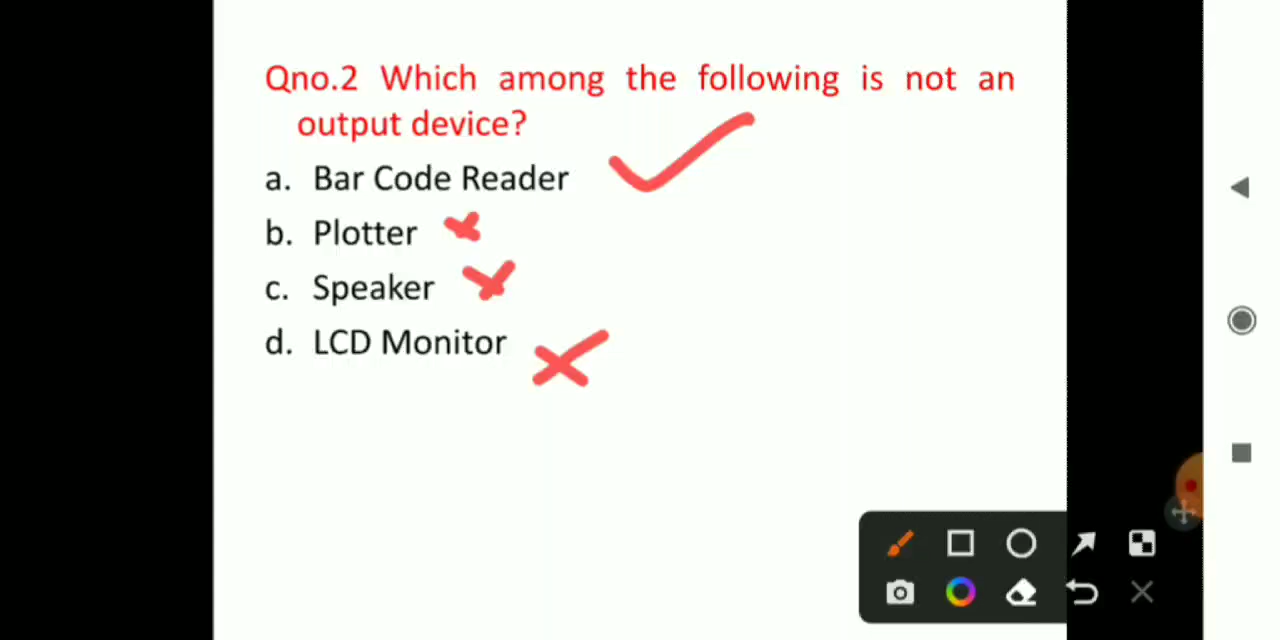 Qno.2 Which among the following is not an
output device?
a. Bar Code Reader
b. Plotter
c. Speaker
d. LCD Monitor